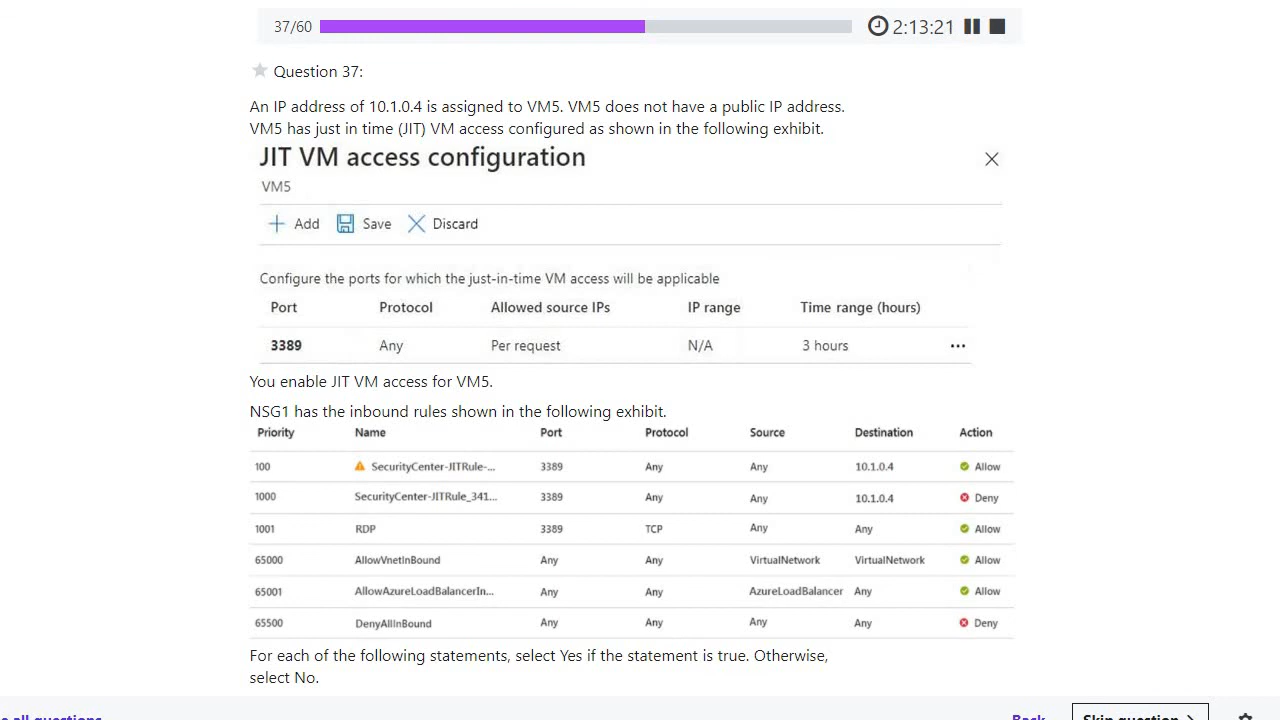 37/60 2:13:21
Question 37:
An IP address of 10.1.0.4 is assigned to VM5. VM5 does not have a public IP address.
VM5 has just in time (JIT) VM access configured as shown in the following exhibit.
JIT VM access configuration
VM5
Add Save Discard
Configure the ports for which the just-in-time VM access will be applicable
Port Protocol Allowed source IPs IP range Time range (hours)
3389 Any Per request N/A 3 hours ...
You enable JIT VM access for VM5.
NSG1 has the inbound rules shown in the following exhibit.
Priority Name Port Protocol Source Destination Action
100 SecurityCenter-JITRule-... 3389 Any Any 10.1.0.4 Allow
1000 SecurityCenter-JITRule_341... 3389 Any Any 10.1.0.4 Deny
1001 RDP 3389 TCP Any Any Allow
65000 AllowVnetInBound Any Any VirtualNetwork VirtualNetwork Allow
65001 AllowAzureLoadBalancerIn... Any Any AzureLoadBalancer Any Allow
65500 DenyAllInBound Any Any Any Any Deny
For each of the following statements, select Yes if the statement is true. Otherwise,
select No.
all questions Back Skip question